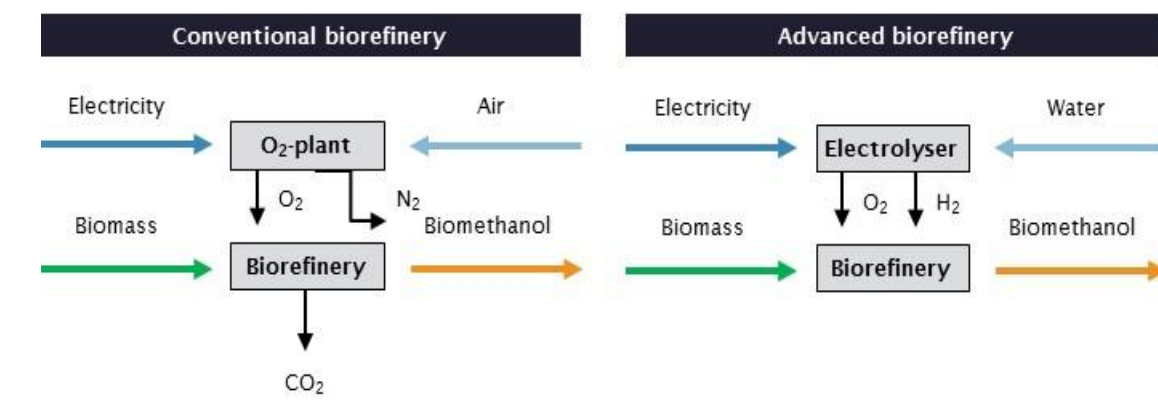 Conventional biorefinery
Electricity
Air
O₂-plant
O₂
N₂
Biomass
Biomethanol
Biorefinery
CO₂
Advanced biorefinery
Electricity
Water
Electrolyser
O₂
H₂
Biomass
Biomethanol
Biorefinery